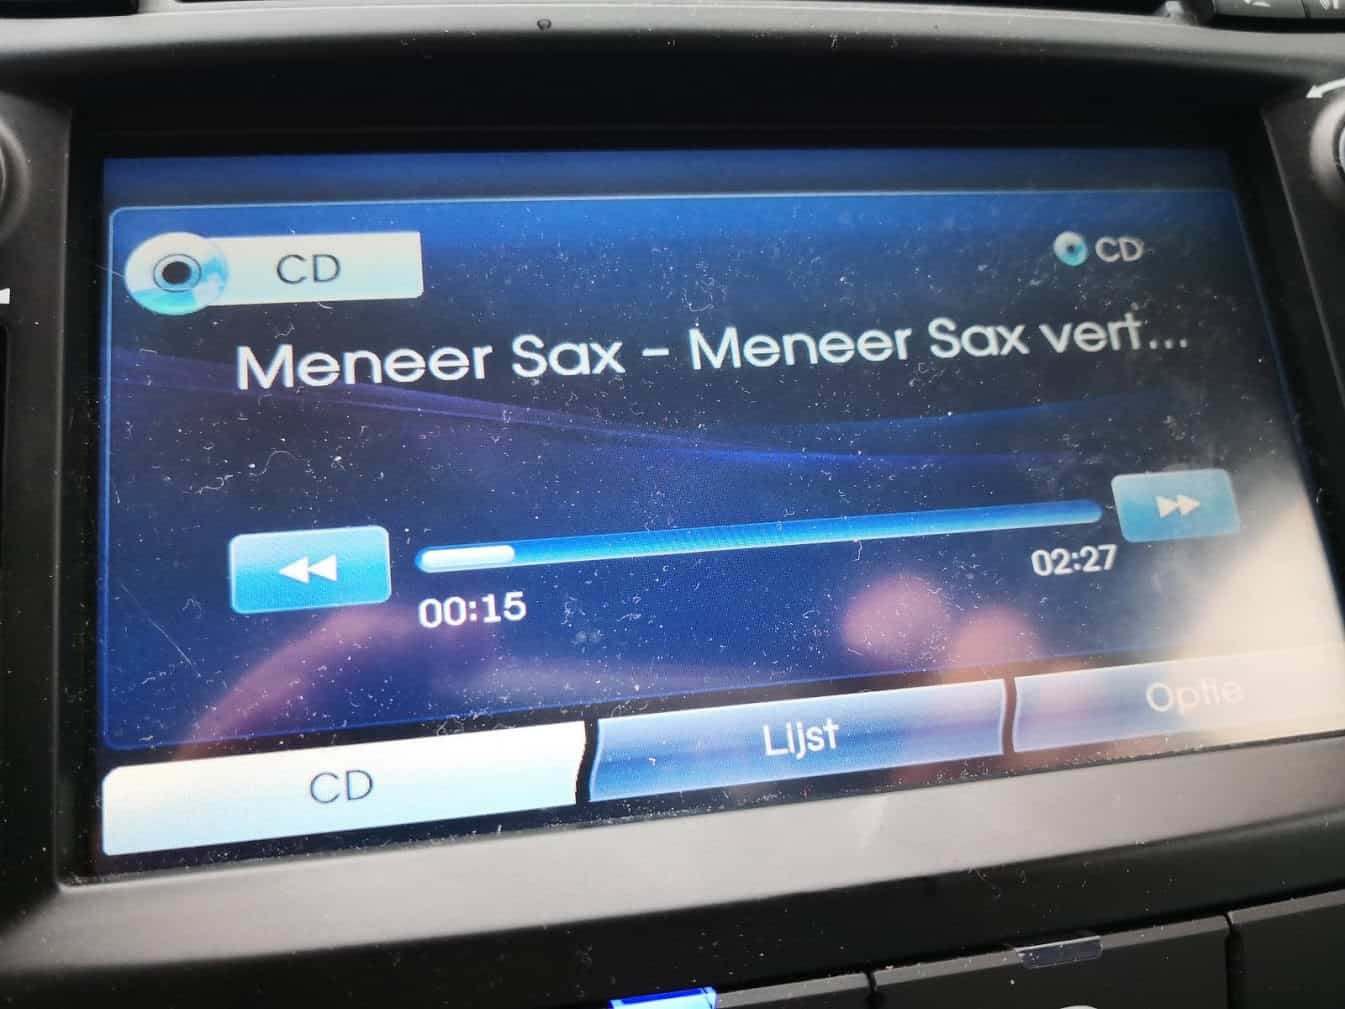 CD
CD
Meneer Sax - Meneer Sax vert...
00:15
02:27
CD
Lijst
Optie